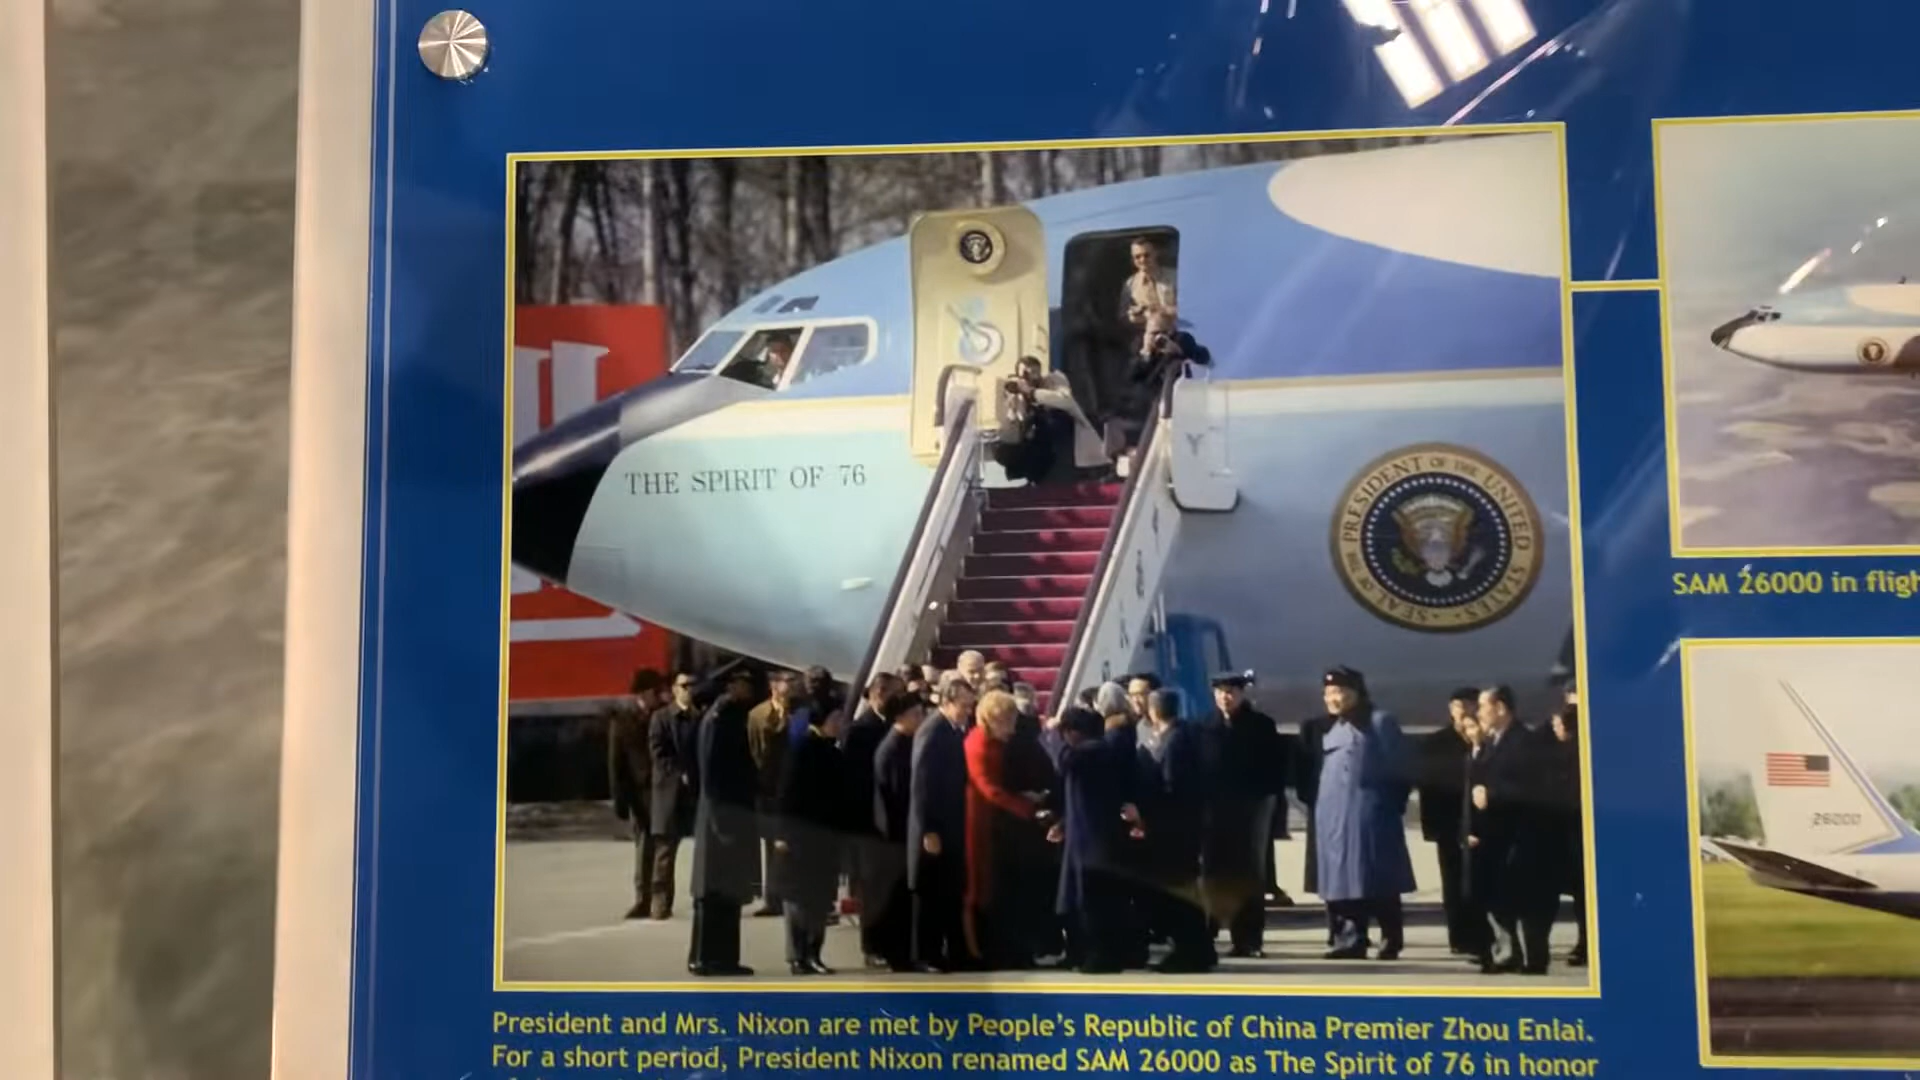 THE SPIRIT OF 76
SEAL OF THE PRESIDENT OF THE UNITED STATES
President and Mrs. Nixon are met by People's Republic of China Premier Zhou Enlai.
For a short period, President Nixon renamed SAM 26000 as The Spirit of 76 in honor
SAM 26000 in fligh
26000